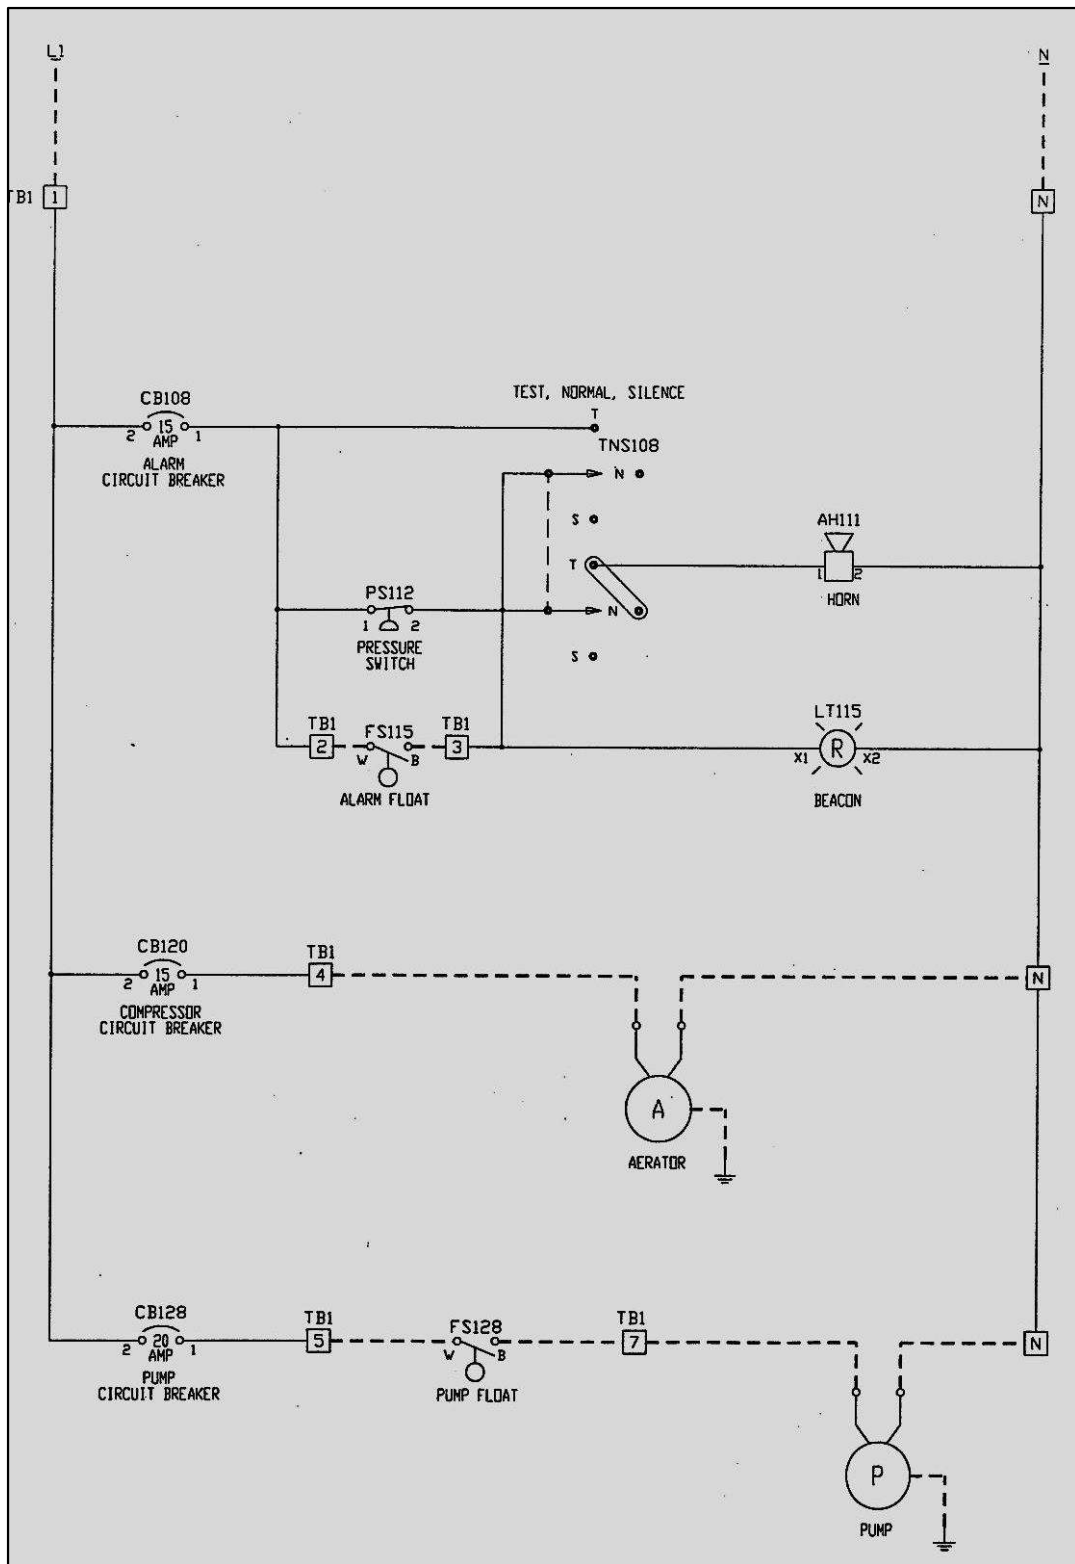 L1
N
TB1
1
N
TEST, NORMAL, SILENCE
CB108
T
2 15 1
AMP
TNS108
ALARM
CIRCUIT BREAKER
N
S
AH111
T
1 2
HORN
PS112
N
1 2
PRESSURE
SWITCH
S
LT115
TB1 FS115 TB1
2 3
W B
R
X1 X2
ALARM FLOAT
BEACON
CB120
TB1
2 15 1
AMP
4
N
COMPRESSOR
CIRCUIT BREAKER
A
AERATOR
CB128
TB1
TB1
FS128
2 20 1
AMP
5
7
N
W B
PUMP
CIRCUIT BREAKER
PUMP FLOAT
P
PUMP